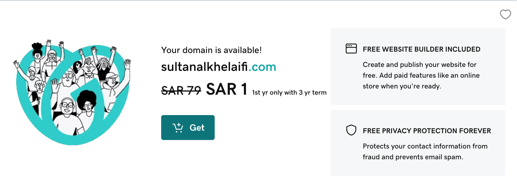 Your domain is available!
sultanalkhelaifi.com
SAR 79 SAR 1 1st yr only with 3 yr term
Get
FREE WEBSITE BUILDER INCLUDED
Create and publish your website for
free. Add paid features like an online
store when you're ready.
FREE PRIVACY PROTECTION FOREVER
Protects your contact information from
fraud and prevents email spam.